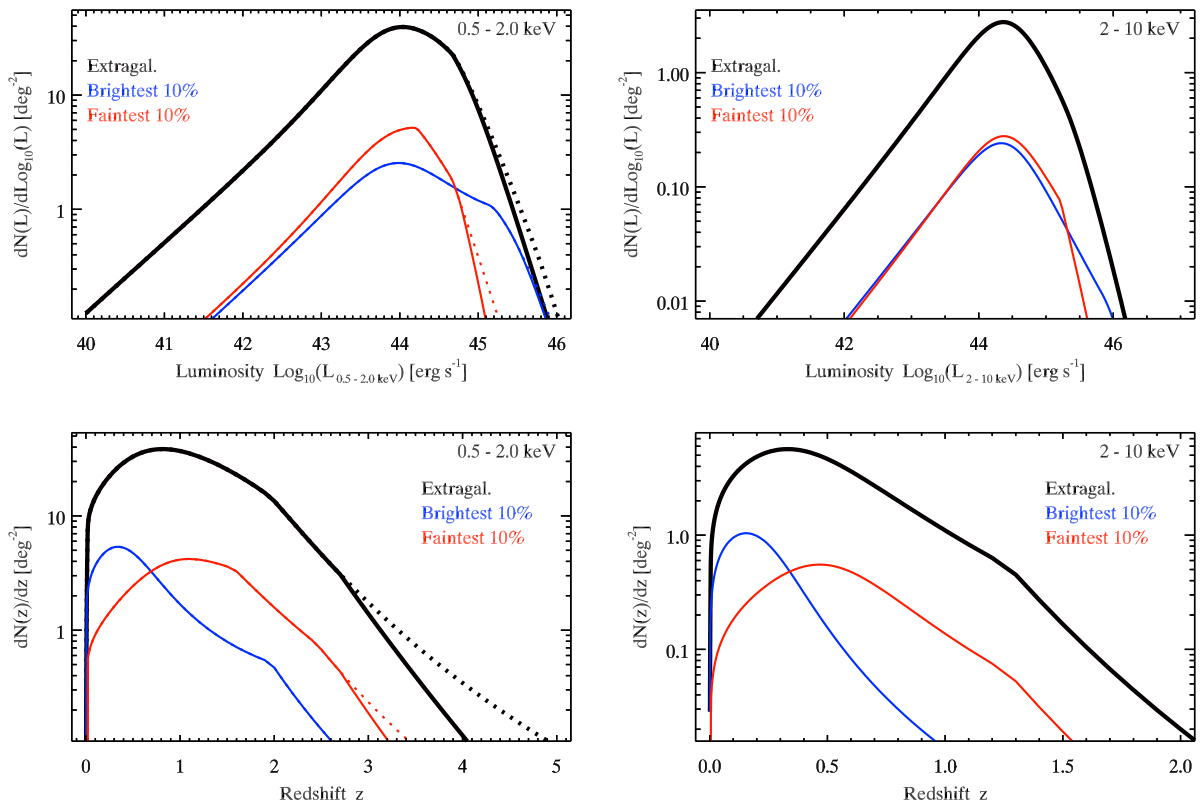 0.5 - 2.0 keV
Extragal.
Brightest 10%
Faintest 10%
10
1
dN(L)/dLog₁₀(L) [deg⁻²]
40 41 42 43 44 45 46
Luminosity Log₁₀(L₀.₅ - ₂.₀ keV) [erg s⁻¹]
2 - 10 keV
Extragal.
Brightest 10%
Faintest 10%
1.00
0.10
0.01
dN(L)/dLog₁₀(L) [deg⁻²]
40 42 44 46
Luminosity Log₁₀(L₂ - ₁₀ keV) [erg s⁻¹]
0.5 - 2.0 keV
Extragal.
Brightest 10%
Faintest 10%
10
1
dN(z)/dz [deg⁻²]
0 1 2 3 4 5
Redshift z
2 - 10 keV
Extragal.
Brightest 10%
Faintest 10%
1.0
0.1
dN(z)/dz [deg⁻²]
0.0 0.5 1.0 1.5 2.0
Redshift z